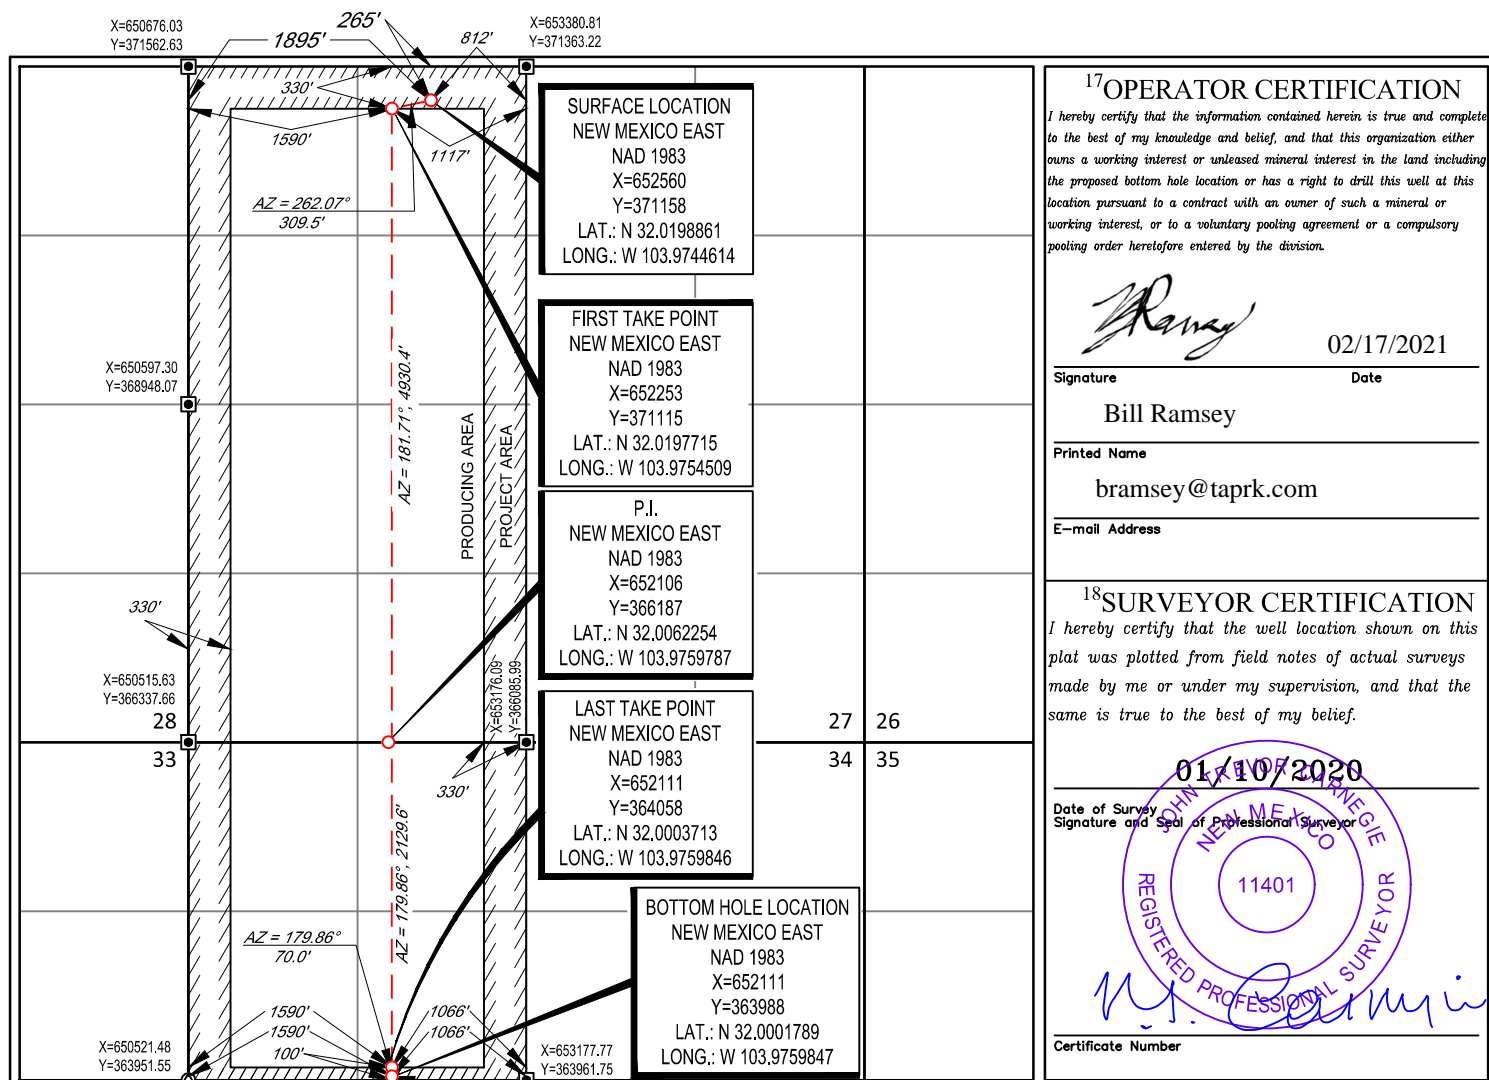 X=650676.03
Y=371562.63
265'
1895'
812'
X=653380.81
Y=371363.22
330'
1590'
1117'
AZ = 262.07°
309.5'
SURFACE LOCATION
NEW MEXICO EAST
NAD 1983
X=652560
Y=371158
LAT.: N 32.0198861
LONG.: W 103.9744614
FIRST TAKE POINT
NEW MEXICO EAST
NAD 1983
X=652253
Y=371115
LAT.: N 32.0197715
LONG.: W 103.9754509
X=650597.30
Y=368948.07
AZ = 181.71°, 4930.4'
PRODUCING AREA
PROJECT AREA
P.I.
NEW MEXICO EAST
NAD 1983
X=652106
Y=366187
LAT.: N 32.0062254
LONG.: W 103.9759787
330'
X=650515.63
Y=366337.66
X=653176.09
Y=366085.99
28
33
27 26
34 35
330'
LAST TAKE POINT
NEW MEXICO EAST
NAD 1983
X=652111
Y=364058
LAT.: N 32.0003713
LONG.: W 103.9759846
AZ = 179.86°, 2129.6'
AZ = 179.86°
70.0'
BOTTOM HOLE LOCATION
NEW MEXICO EAST
NAD 1983
X=652111
Y=363988
LAT.: N 32.0001789
LONG.: W 103.9759847
1590'
1590'
100'
1066'
1066'
X=650521.48
Y=363951.55
X=653177.77
Y=363961.75
17OPERATOR CERTIFICATION
I hereby certify that the information contained herein is true and complete
to the best of my knowledge and belief, and that this organization either
owns a working interest or unleased mineral interest in the land including
the proposed bottom hole location or has a right to drill this well at this
location pursuant to a contract with an owner of such a mineral or
working interest, or to a voluntary pooling agreement or a compulsory
pooling order heretofore entered by the division.
02/17/2021
Signature Date
Bill Ramsey
Printed Name
bramsey@taprk.com
E-mail Address
18SURVEYOR CERTIFICATION
I hereby certify that the well location shown on this
plat was plotted from field notes of actual surveys
made by me or under my supervision, and that the
same is true to the best of my belief.
01/10/2020
Date of Survey
Signature and Seal of Professional Surveyor
JOHN TREVOR CARNEGIE
NEW MEXICO
11401
REGISTERED PROFESSIONAL SURVEYOR
Certificate Number